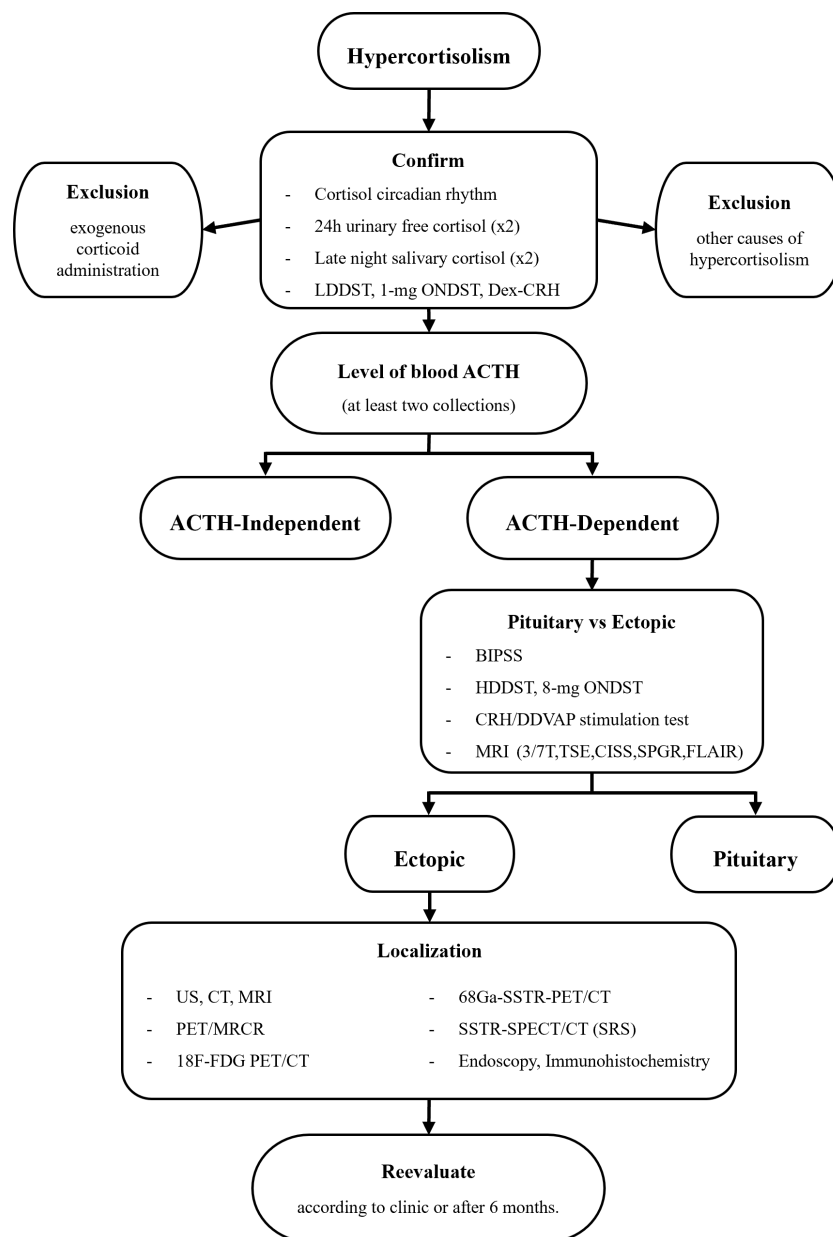 Hypercortisolism
Confirm
- Cortisol circadian rhythm
- 24h urinary free cortisol (x2)
- Late night salivary cortisol (x2)
- LDDST, 1-mg ONDST, Dex-CRH
Exclusion
exogenous
corticoid
administration
Exclusion
other causes of
hypercortisolism
Level of blood ACTH
(at least two collections)
ACTH-Independent
ACTH-Dependent
Pituitary vs Ectopic
- BIPSS
- HDDST, 8-mg ONDST
- CRH/DDVAP stimulation test
- MRI (3/7T,TSE,CISS,SPGR,FLAIR)
Ectopic
Pituitary
Localization
- US, CT, MRI
- PET/MRCR
- 18F-FDG PET/CT
- 68Ga-SSTR-PET/CT
- SSTR-SPECT/CT (SRS)
- Endoscopy, Immunohistochemistry
Reevaluate
according to clinic or after 6 months.